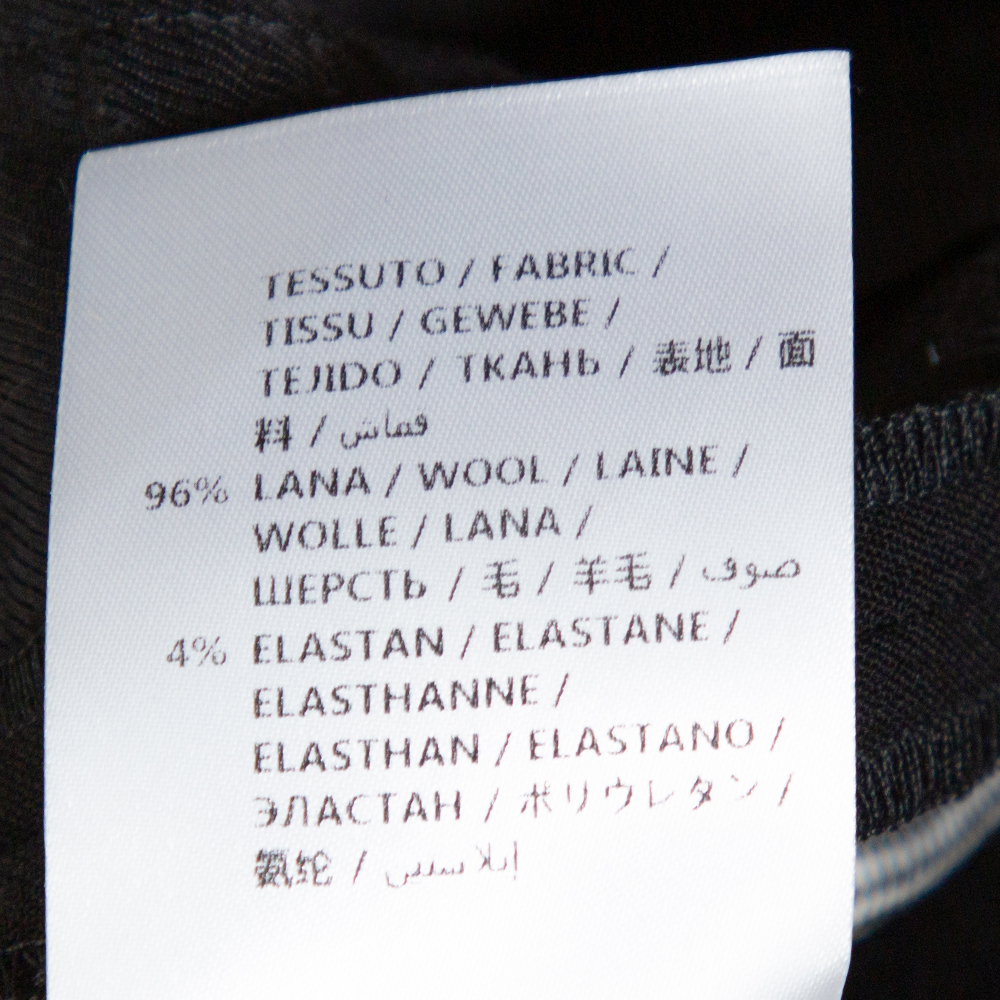 TESSUTO / FABRIC /
TISSU / GEWEBE /
TEJIDO / ТКАНЬ / 表地 / 面
料 / قماش
96% LANA / WOOL / LAINE /
WOLLE / LANA /
ШЕРСТЬ / 毛 / 羊毛 / صوف
4% ELASTAN / ELASTANE /
ELASTHANNE /
ELASTHAN / ELASTANO /
ЭЛАСТАН / ポリウレタン /
氨纶 /